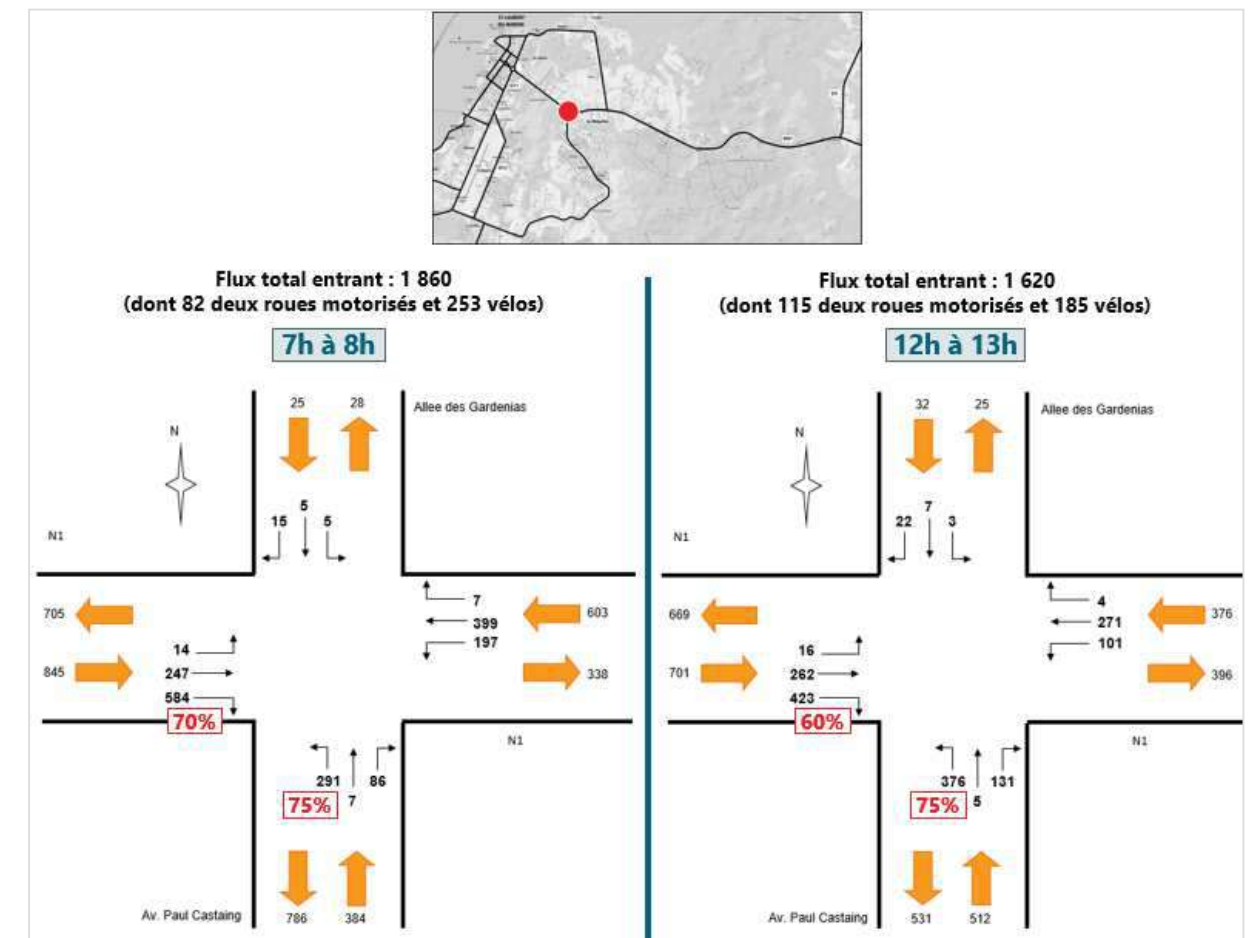 ST LAURENT
DU MARONI
Flux total entrant : 1 860
(dont 82 deux roues motorisés et 253 vélos)
7h à 8h
25
28
Allee des Gardenias
N
5
15
5
N1
705
7
603
399
197
14
845
247
338
584
70%
N1
291
86
75%
7
Av. Paul Castaing
786
384
Flux total entrant : 1 620
(dont 115 deux roues motorisés et 185 vélos)
12h à 13h
32
25
Allee des Gardenias
N
7
22
3
N1
669
4
376
271
101
16
701
262
396
423
60%
N1
376
131
75%
5
Av. Paul Castaing
531
512